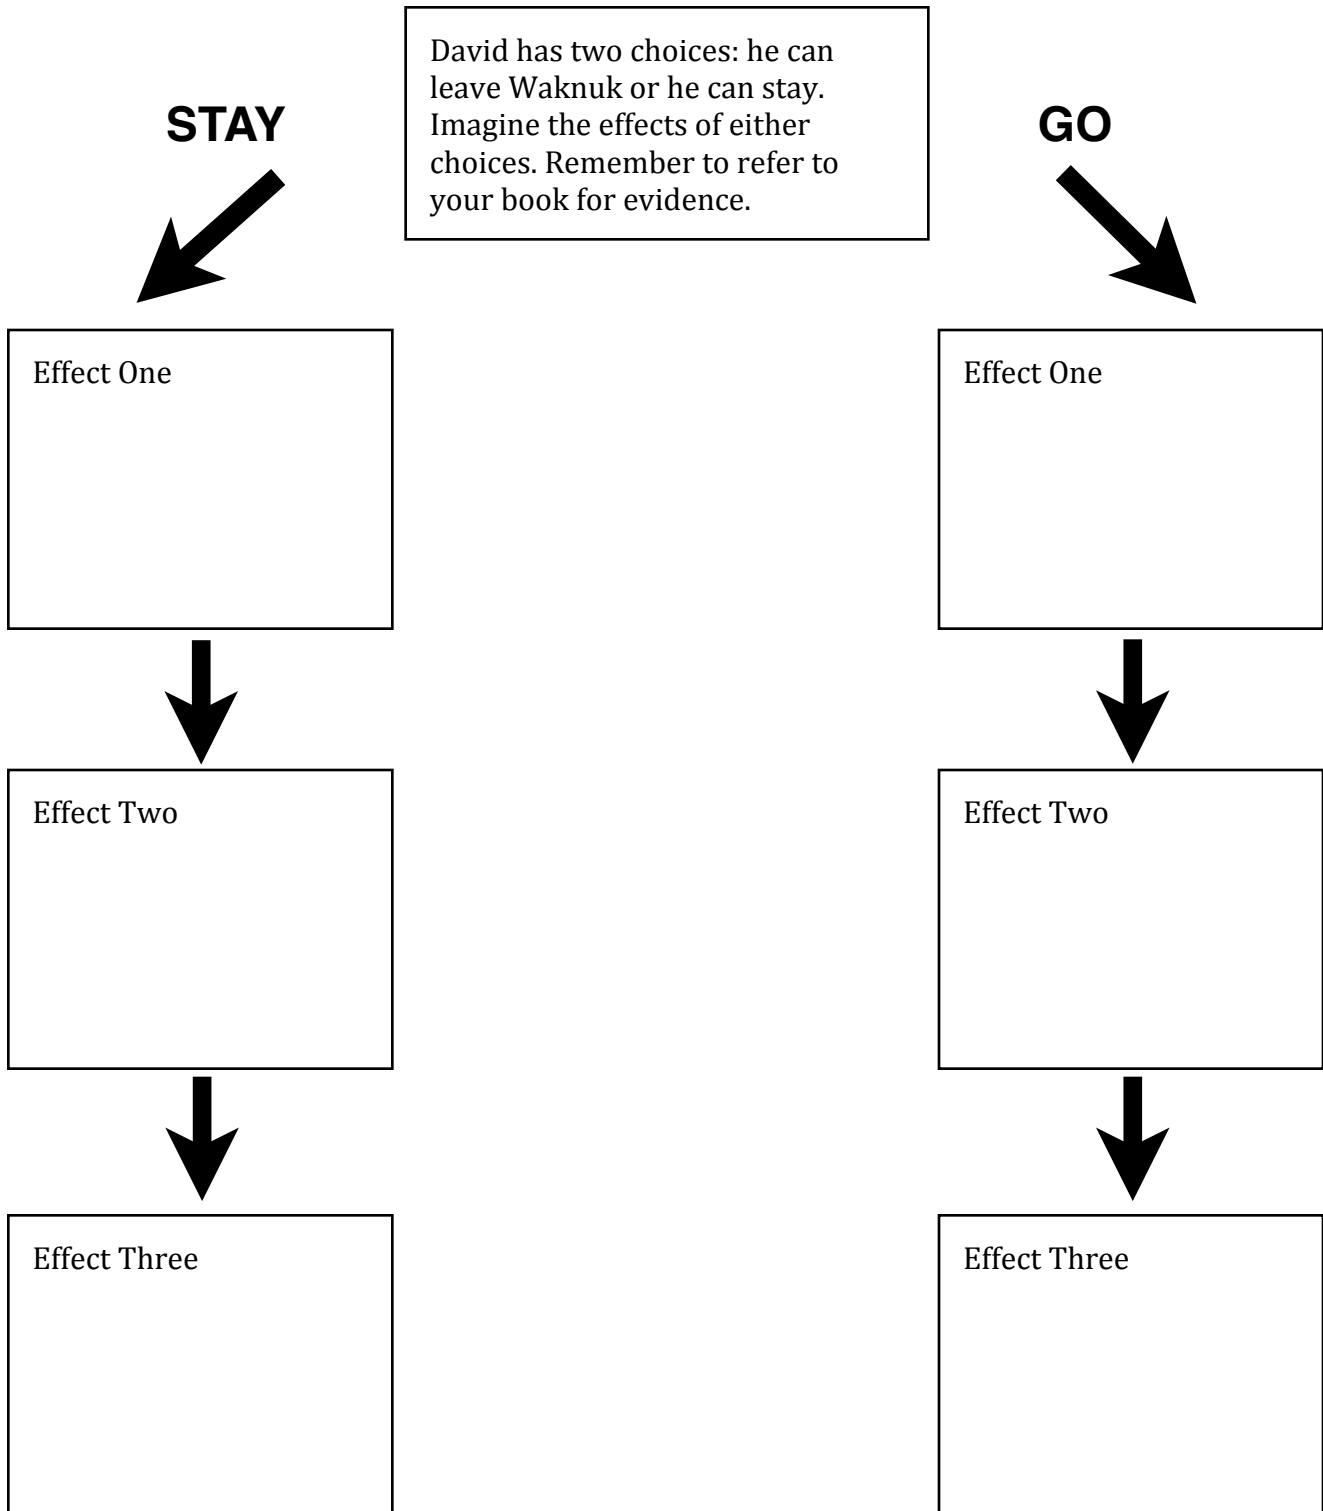 David has two choices: he can
leave Waknuk or he can stay.
Imagine the effects of either
choices. Remember to refer to
your book for evidence.
STAY
GO
Effect One
Effect One
Effect Two
Effect Two
Effect Three
Effect Three